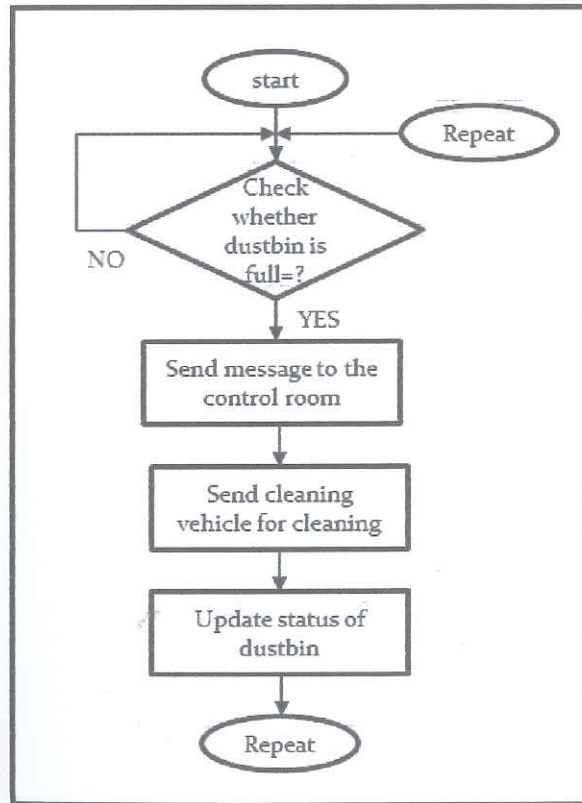 start
Repeat
Check
whether
dustbin is
full=?
NO
YES
Send message to the
control room
Send cleaning
vehicle for cleaning
Update status of
dustbin
Repeat